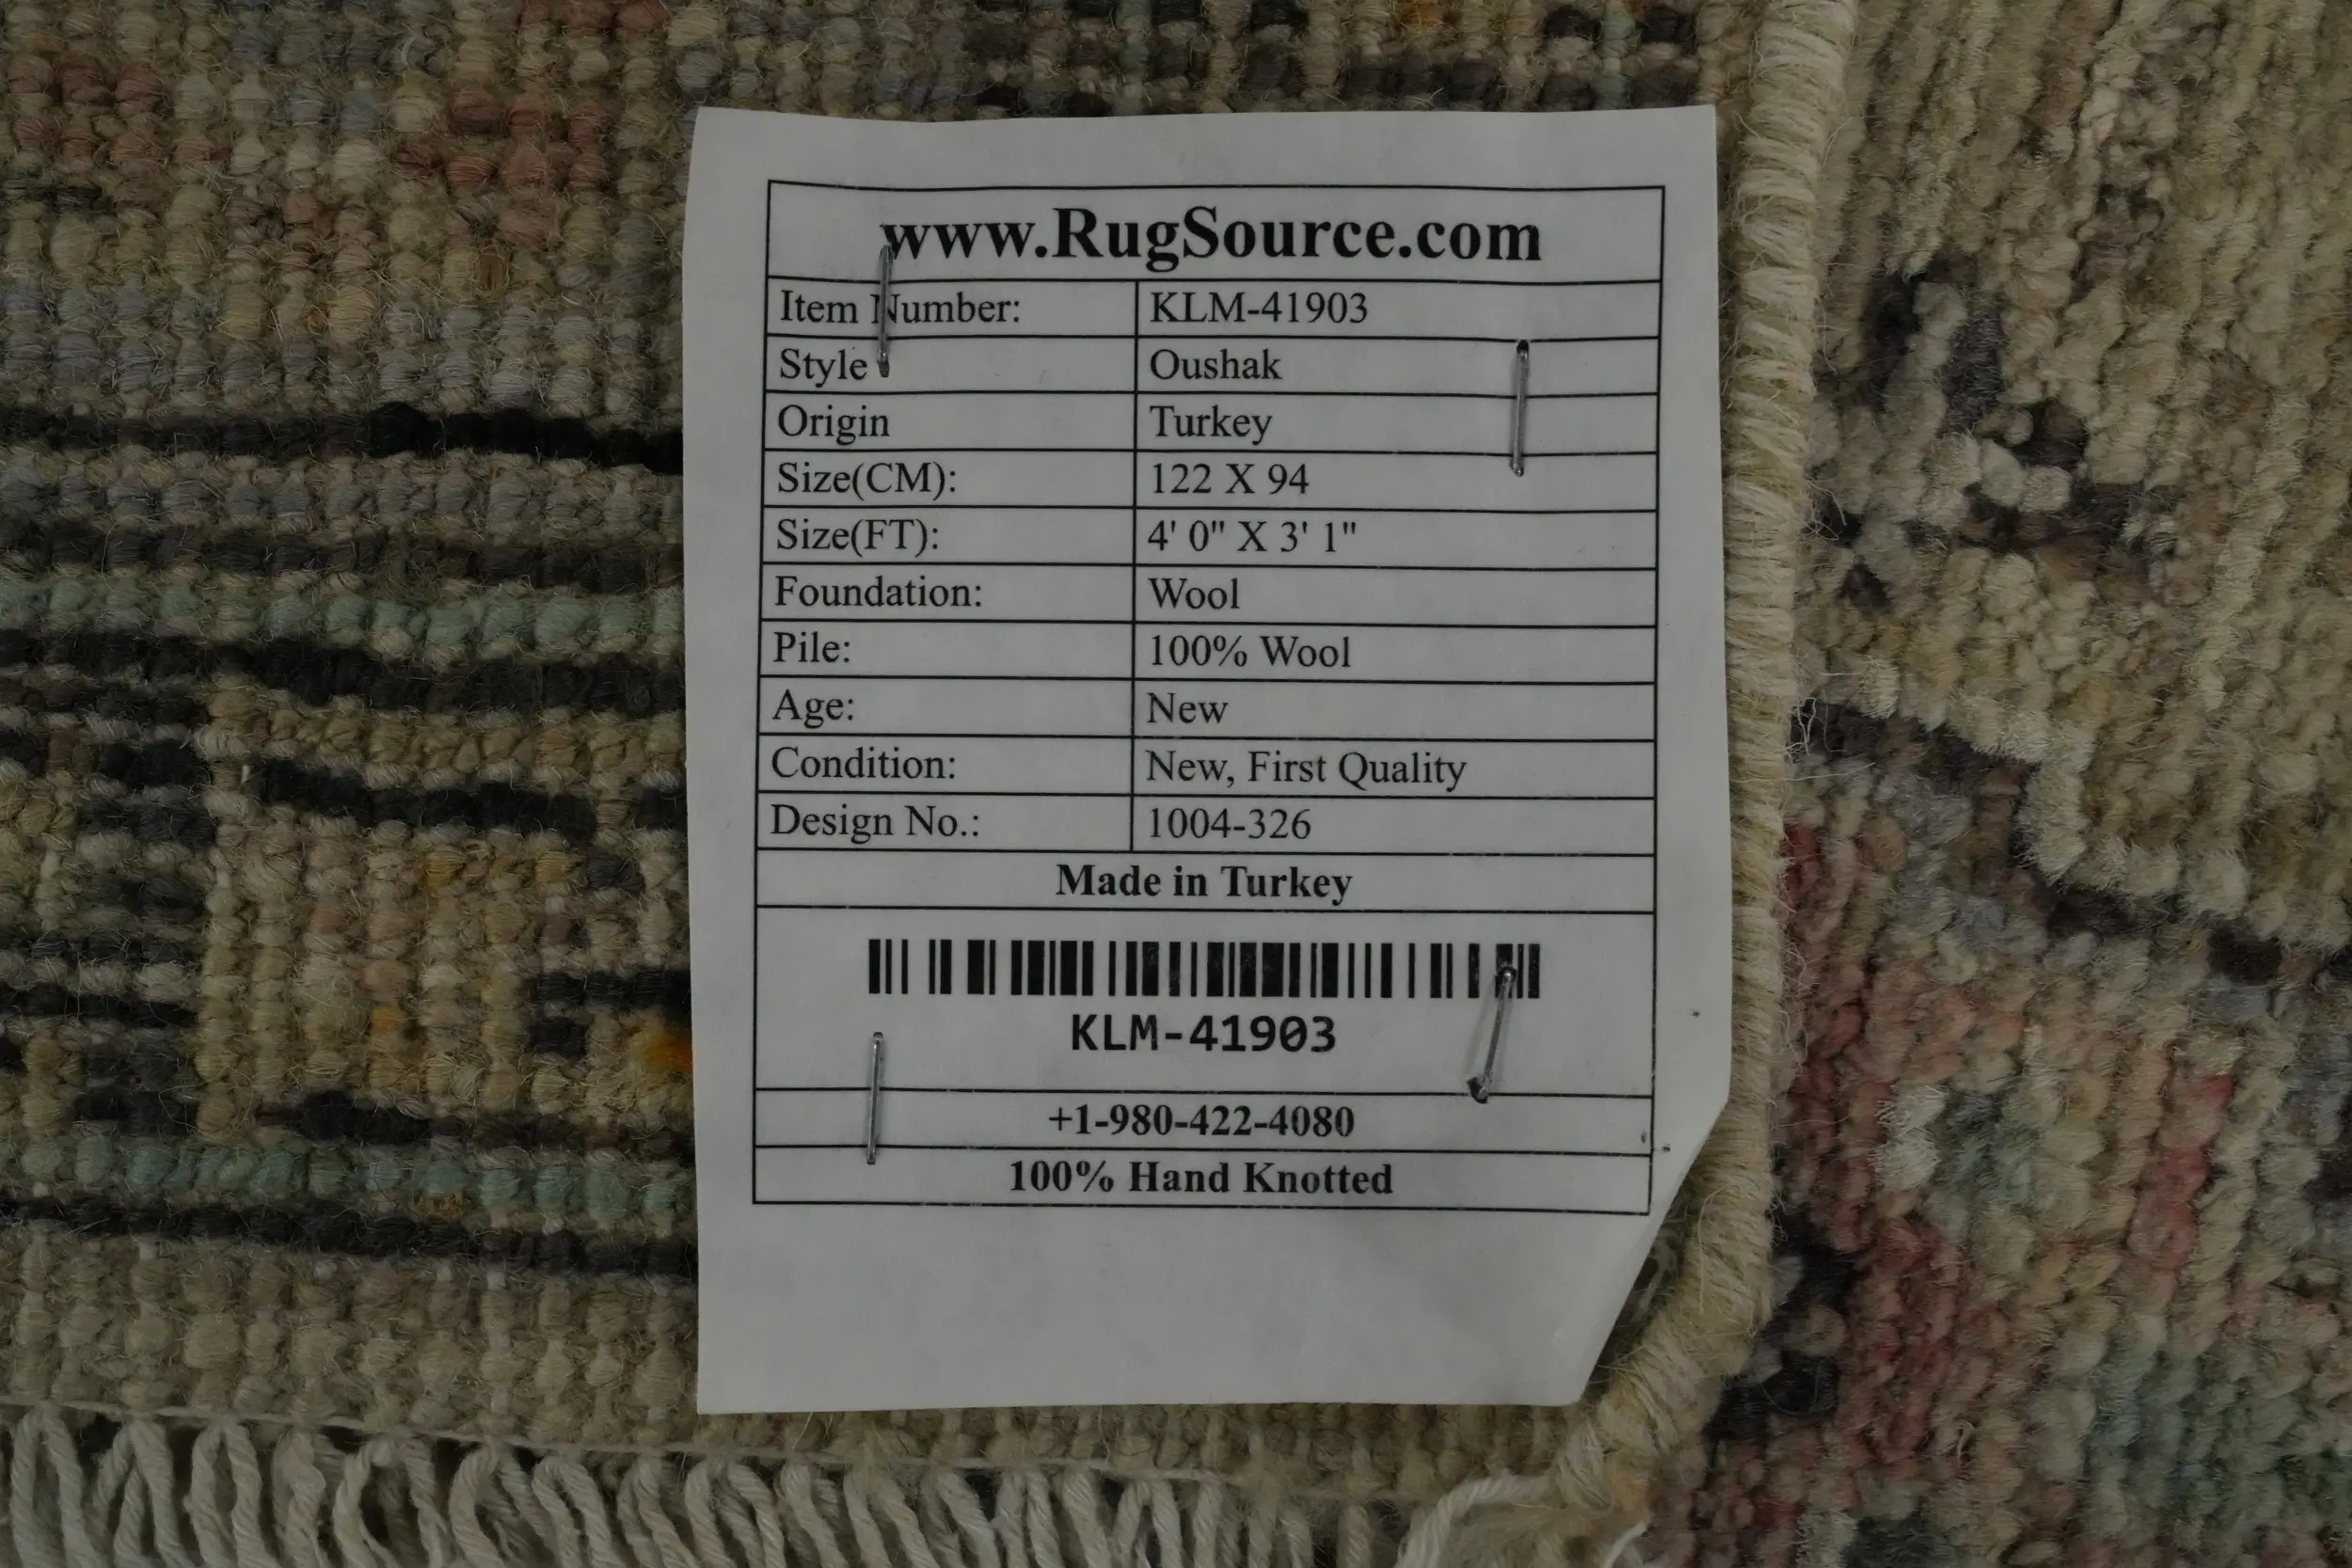 www.RugSource.com
Item Number: KLM-41903
Style Oushak
Origin Turkey
Size(CM): 122 X 94
Size(FT): 4' 0" X 3' 1"
Foundation: Wool
Pile: 100% Wool
Age: New
Condition: New, First Quality
Design No.: 1004-326
Made in Turkey
KLM-41903
+1-980-422-4080
100% Hand Knotted